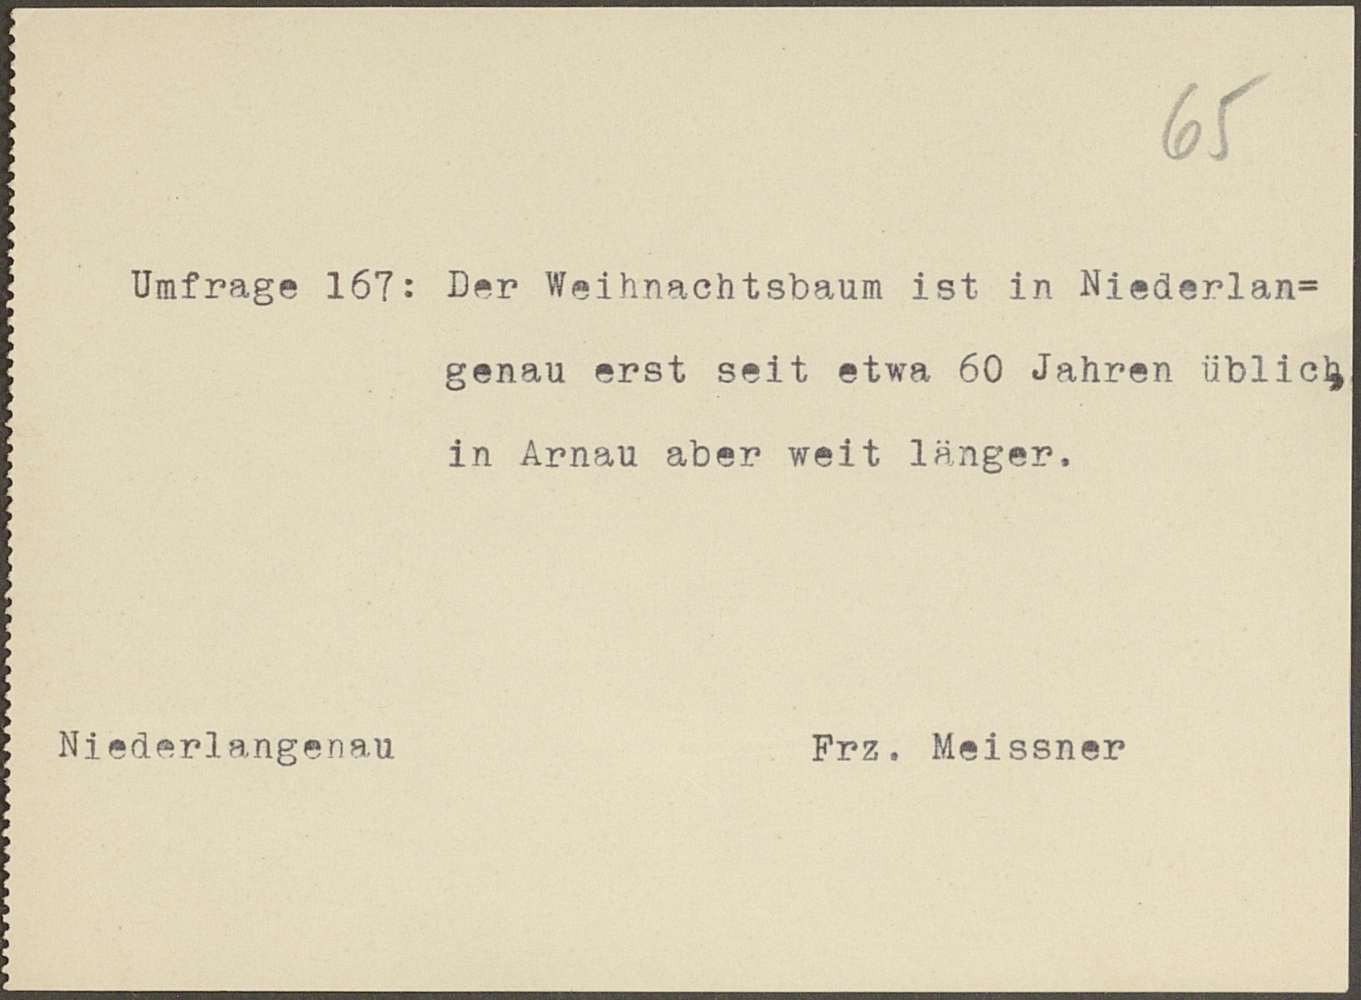 65
Umfrage 167: Der Weihnachtsbaum ist in Niederlan=
genau erst seit etwa 60 Jahren üblich,
in Arnau aber weit länger.
Niederlangenau Frz. Meissner